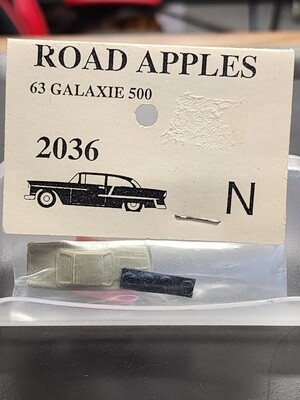 ROAD APPLES
63 GALAXIE 500
2036
N